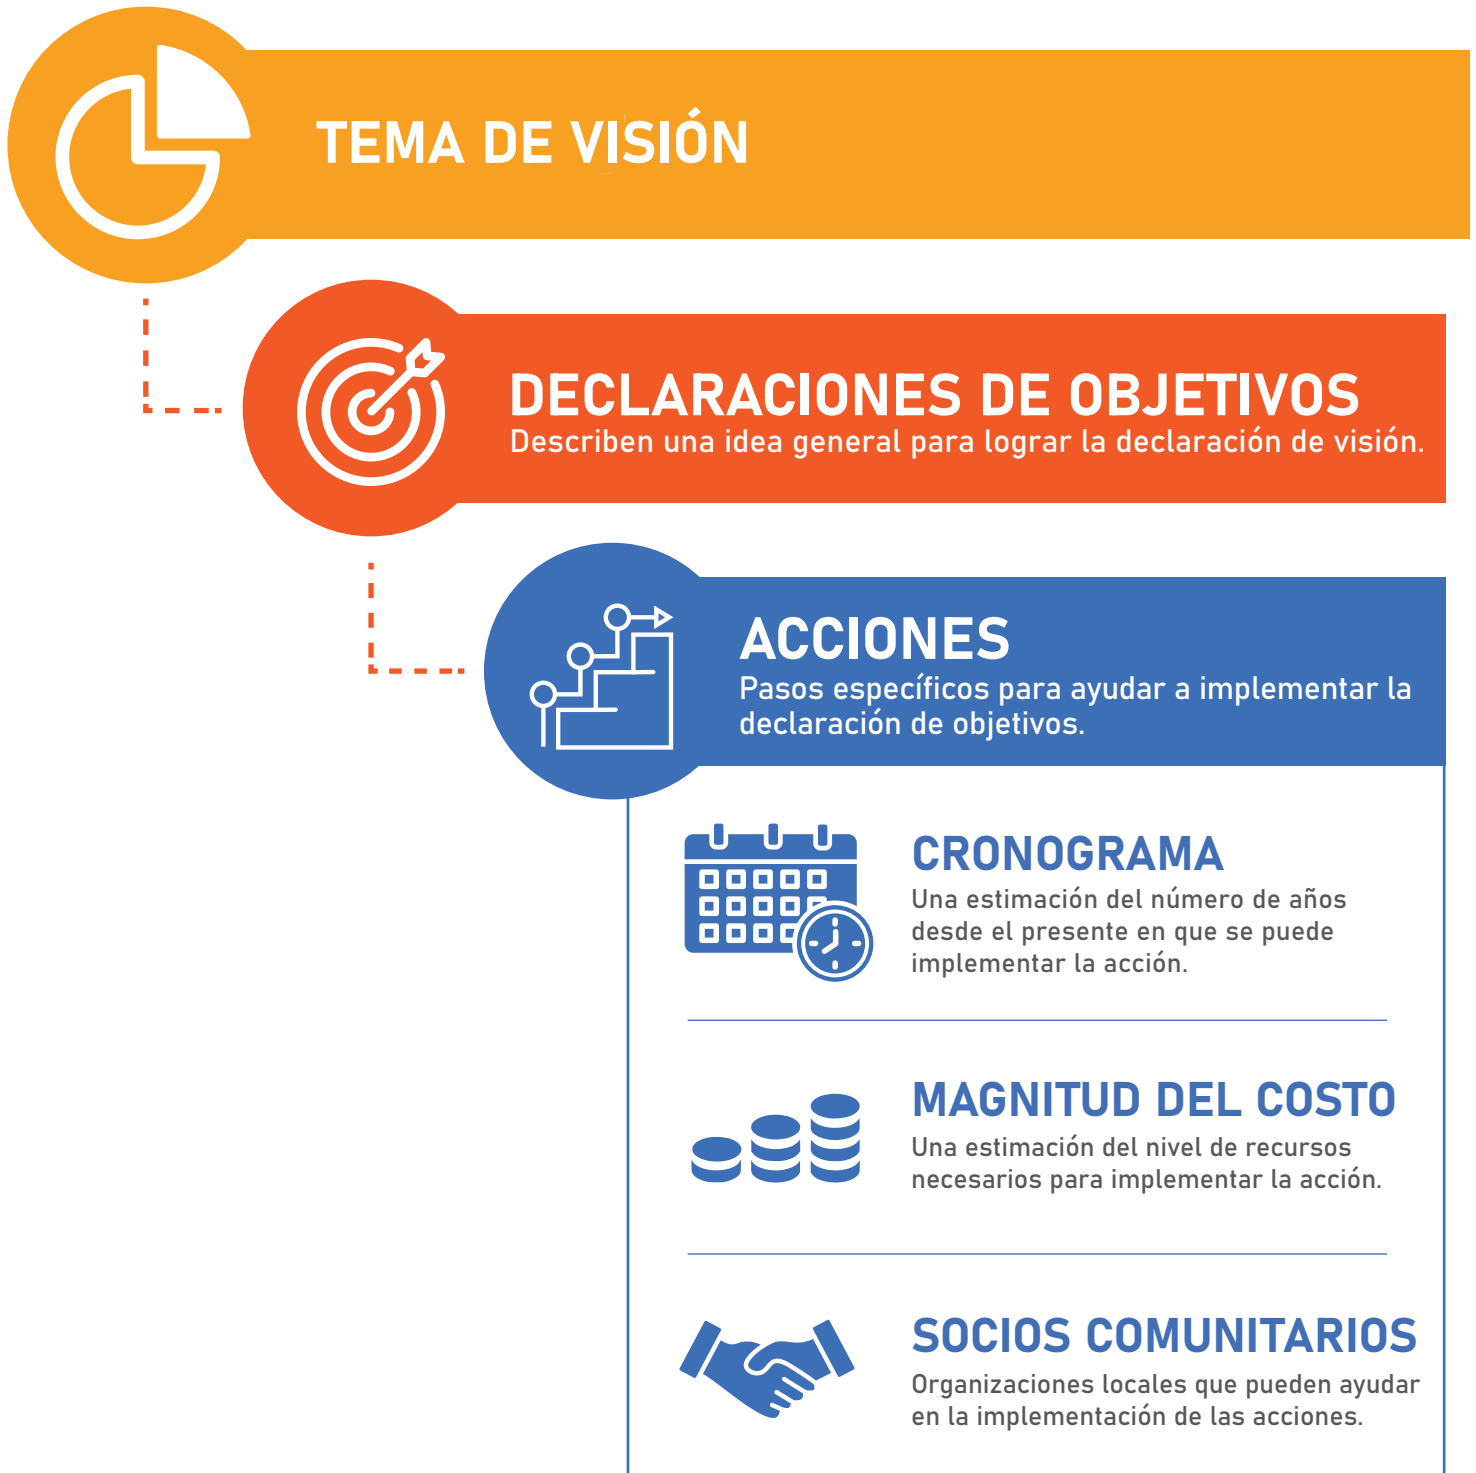 TEMA DE VISIÓN
DECLARACIONES DE OBJETIVOS
Describen una idea general para lograr la declaración de visión.
ACCIONES
Pasos específicos para ayudar a implementar la
declaración de objetivos.
CRONOGRAMA
Una estimación del número de años
desde el presente en que se puede
implementar la acción.
MAGNITUD DEL COSTO
Una estimación del nivel de recursos
necesarios para implementar la acción.
SOCIOS COMUNITARIOS
Organizaciones locales que pueden ayudar
en la implementación de las acciones.